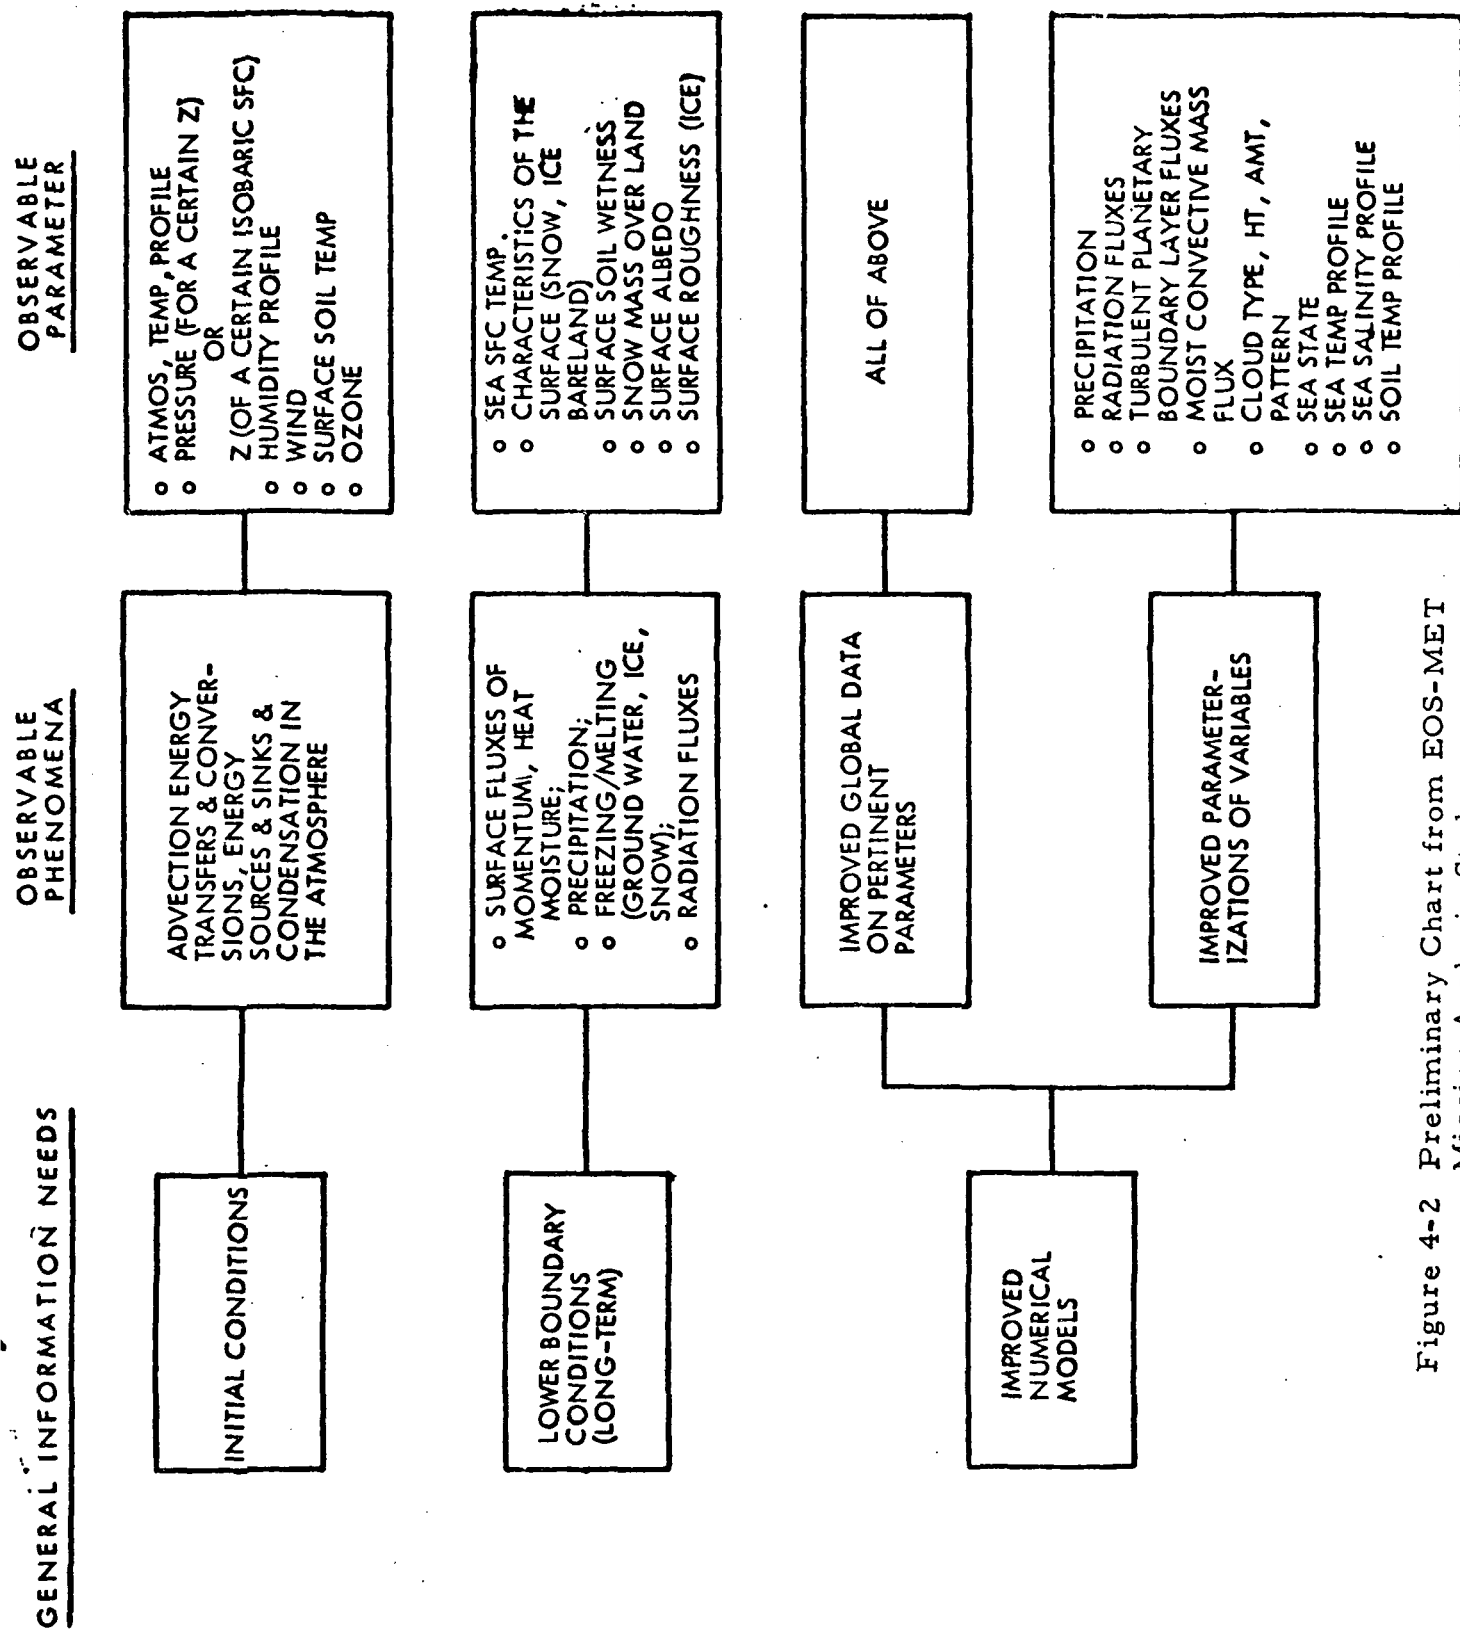 GENERAL INFORMATION NEEDS
OBSERVABLE
PHENOMENA
OBSERVABLE
PARAMETER
INITIAL CONDITIONS
ADVECTION ENERGY
TRANSFERS & CONVER-
SIONS, ENERGY
SOURCES & SINKS &
CONDENSATION IN
THE ATMOSPHERE
o ATMOS, TEMP, PROFILE
o PRESSURE (FOR A CERTAIN Z)
OR
Z (OF A CERTAIN ISOBARIC SFC)
o HUMIDITY PROFILE
o WIND
o SURFACE SOIL TEMP
o OZONE
LOWER BOUNDARY
CONDITIONS
(LONG-TERM)
o SURFACE FLUXES OF
MOMENTUM, HEAT
MOISTURE;
o PRECIPITATION;
o FREEZING/MELTING
(GROUND WATER, ICE,
SNOW);
o RADIATION FLUXES
o SEA SFC TEMP.
o CHARACTERISTICS OF THE
SURFACE (SNOW, ICE
BARELAND)
o SURFACE SOIL WETNESS
o SNOW MASS OVER LAND
o SURFACE ALBEDO
o SURFACE ROUGHNESS (ICE)
IMPROVED
NUMERICAL
MODELS
IMPROVED GLOBAL DATA
ON PERTINENT
PARAMETERS
ALL OF ABOVE
IMPROVED PARAMETER-
IZATIONS OF VARIABLES
o PRECIPITATION
o RADIATION FLUXES
o TURBULENT PLANETARY
BOUNDARY LAYER FLUXES
o MOIST CONVECTIVE MASS
FLUX
o CLOUD TYPE, HT, AMT,
PATTERN
o SEA STATE
o SEA TEMP PROFILE
o SEA SALINITY PROFILE
o SOIL TEMP PROFILE
Figure 4-2 Preliminary Chart from EOS-MET